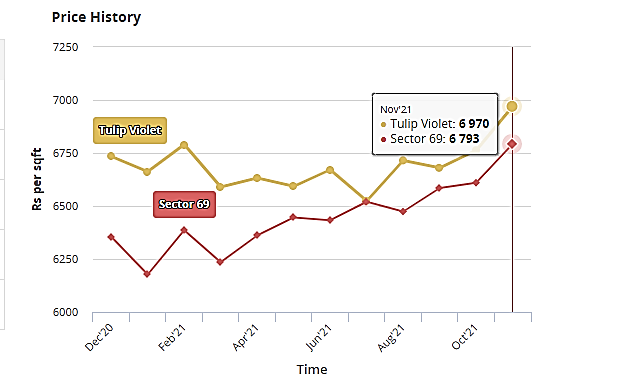 Price History
7250
7000
6750
6500
6250
6000
Rs per sqft
Tulip Violet
Sector 69
Nov'21
Tulip Violet: 6 970
Sector 69: 6 793
Dec'20
Feb'21
Apr'21
Jun'21
Aug'21
Oct'21
Time